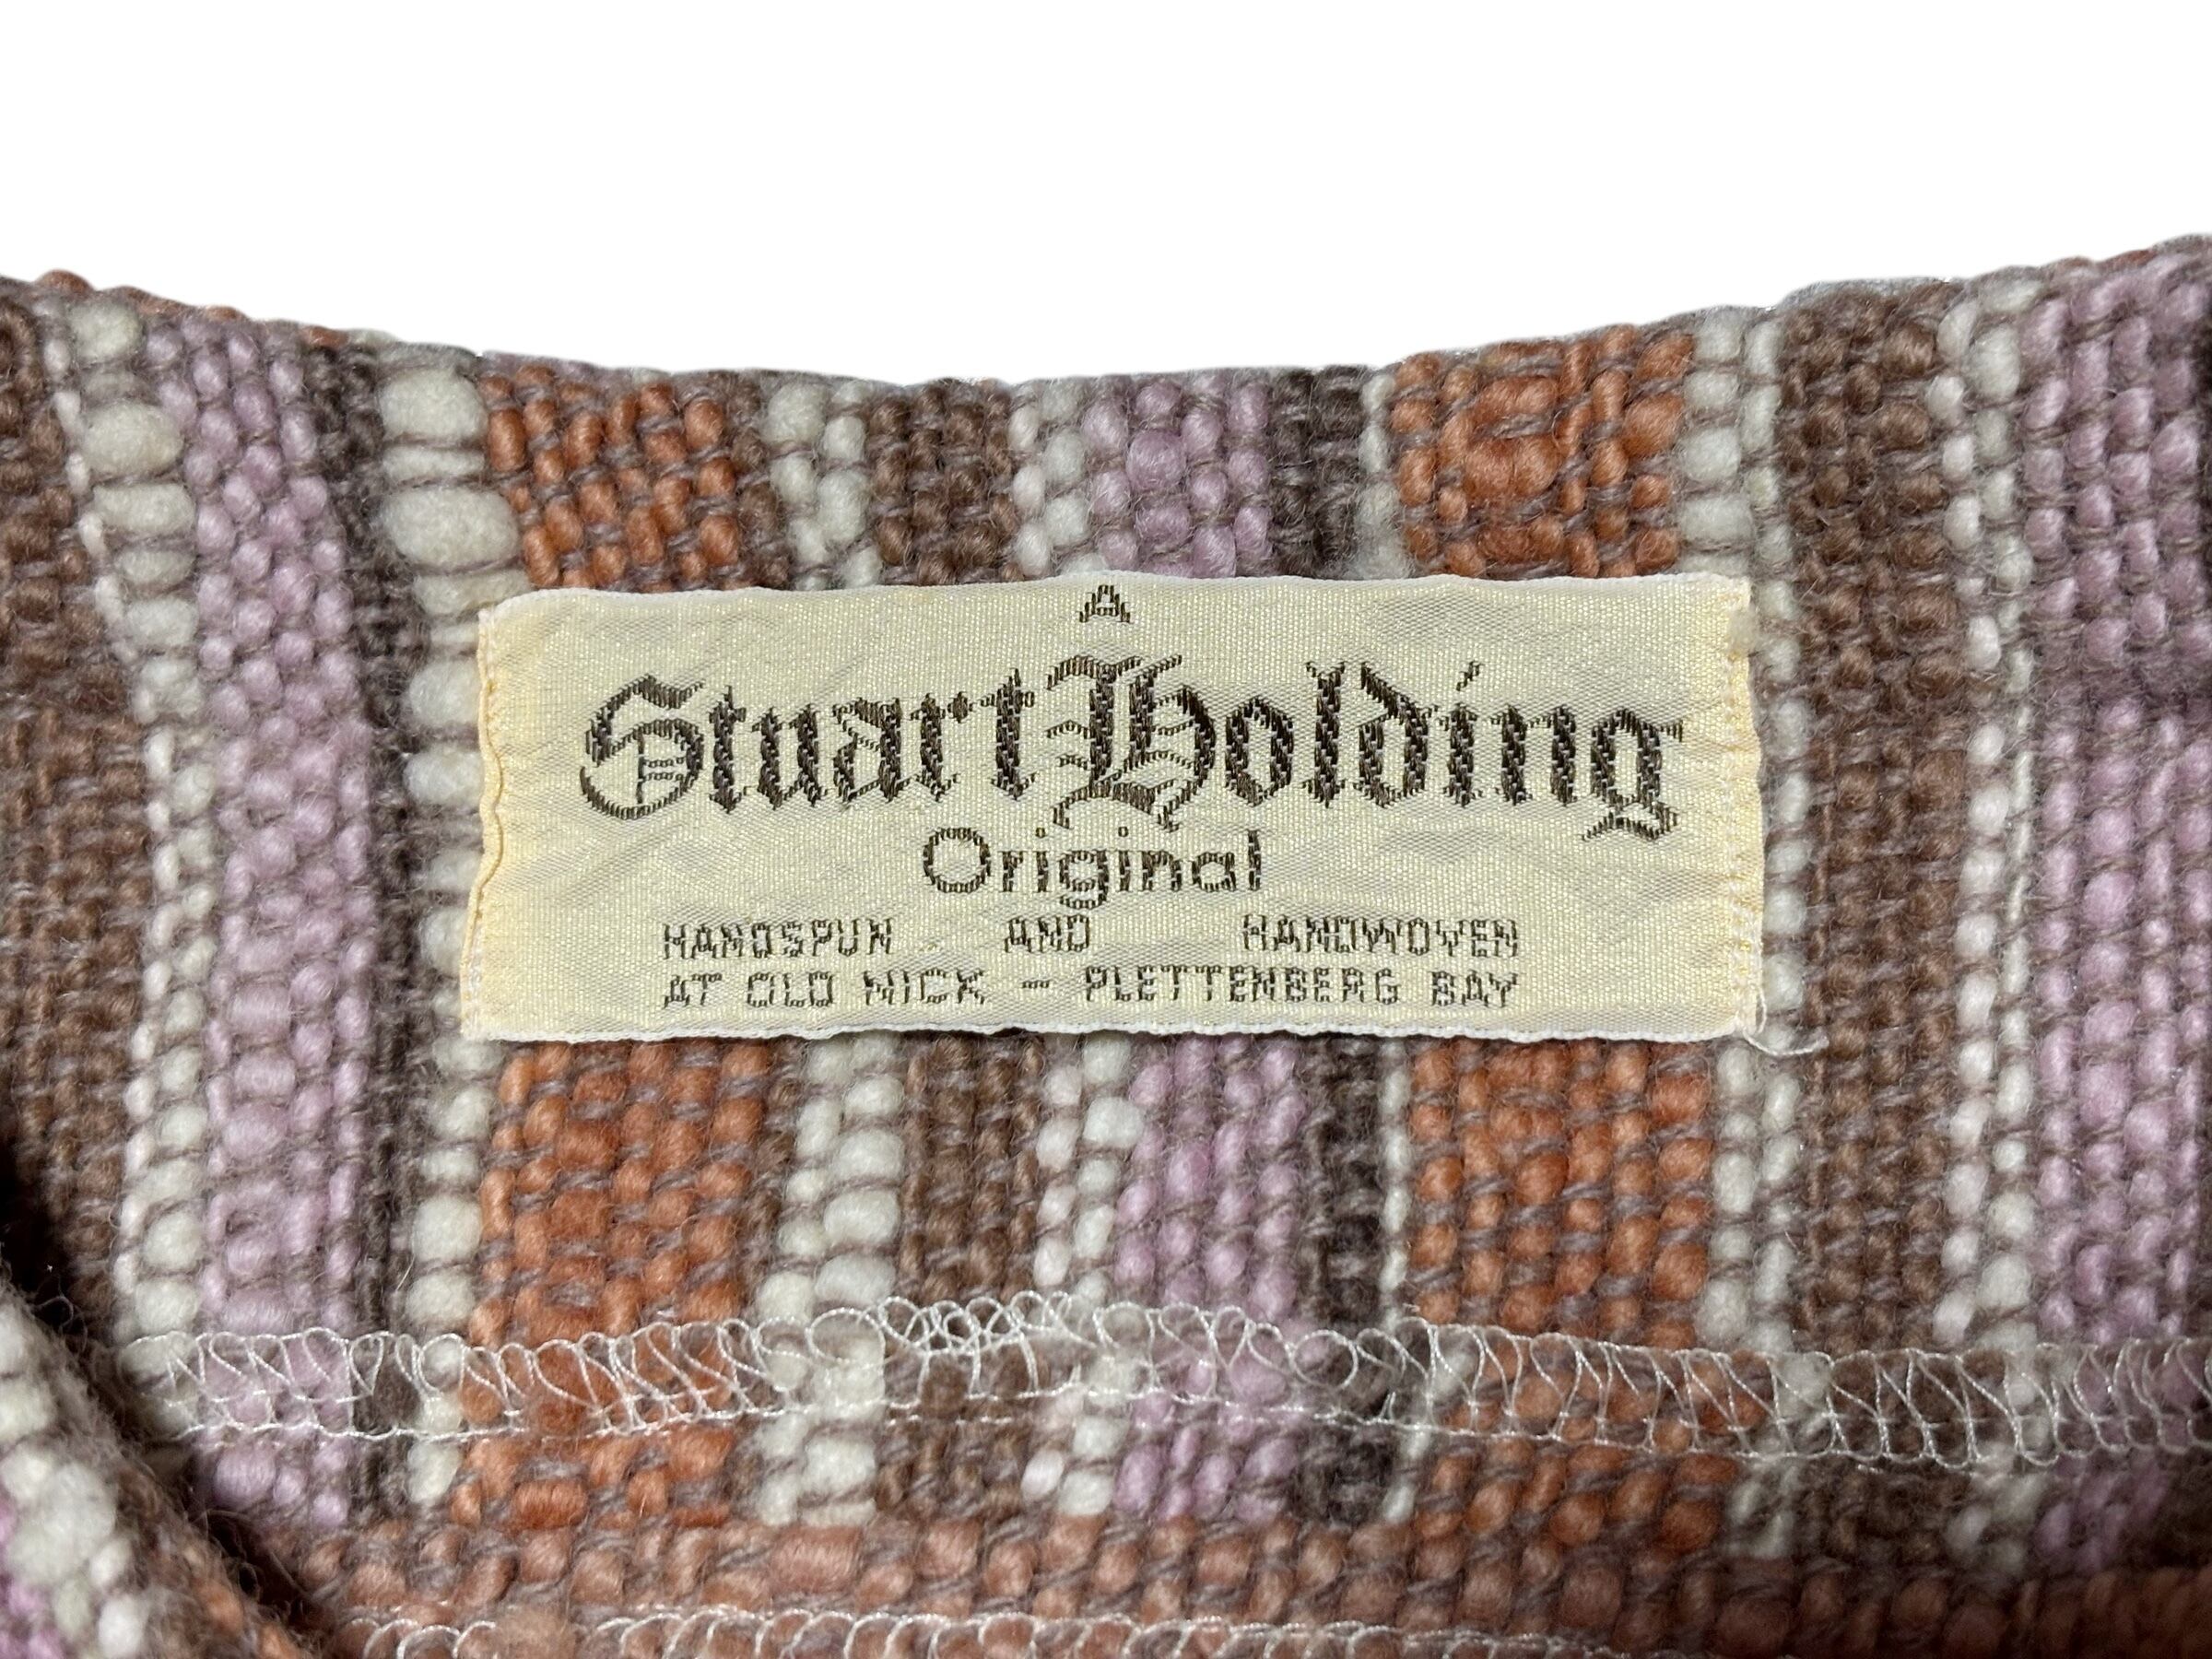 A
Stuart Holding
Original
HANDSPUN AND HANDWOVEN
AT OLD NICK - PLETTENBERG BAY